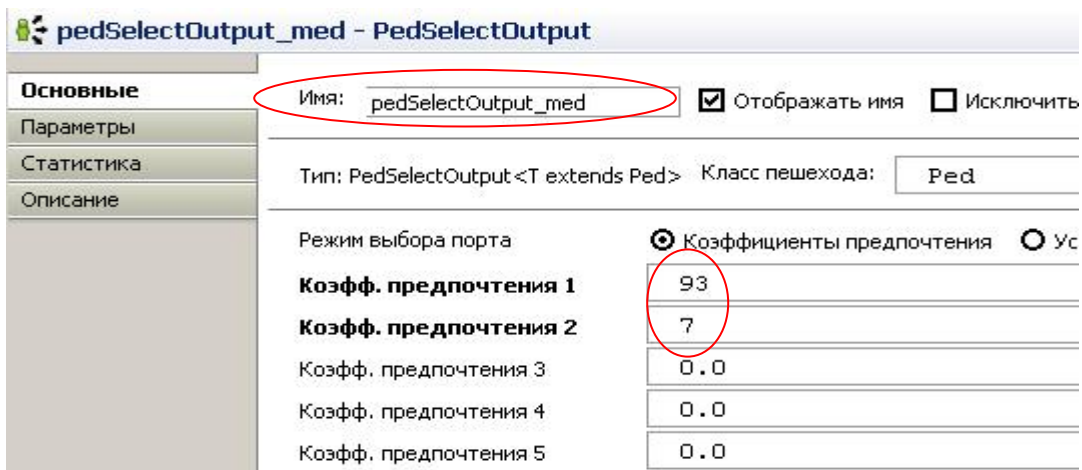 pedSelectOutput_med - PedSelectOutput
Основные
Имя: pedSelectOutput_med Отображать имя Исключить
Параметры
Статистика
Тип: PedSelectOutput<T extends Ped> Класс пешехода: Ped
Описание
Режим выбора порта Коэффициенты предпочтения Ус
Коэфф. предпочтения 1 93
Коэфф. предпочтения 2 7
Коэфф. предпочтения 3 0.0
Коэфф. предпочтения 4 0.0
Коэфф. предпочтения 5 0.0